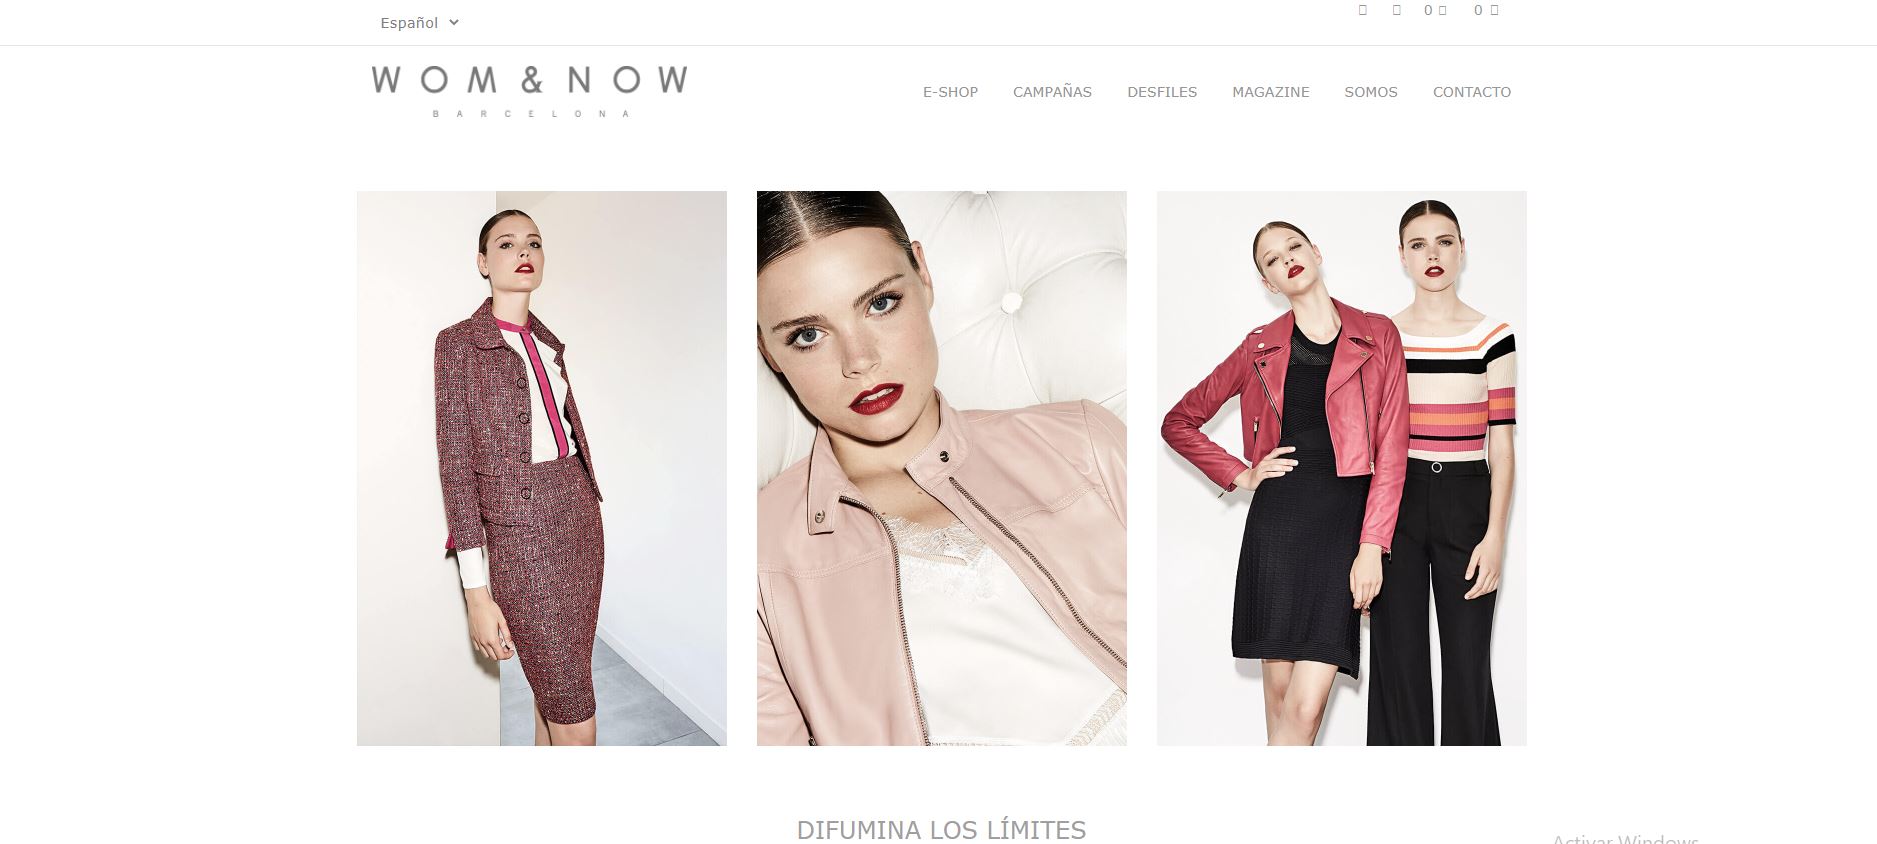 Español
0 0
WOM&NOW
BARCELONA
E-SHOP CAMPAÑAS DESFILES MAGAZINE SOMOS CONTACTO
DIFUMINA LOS LÍMITES
Activar Windows